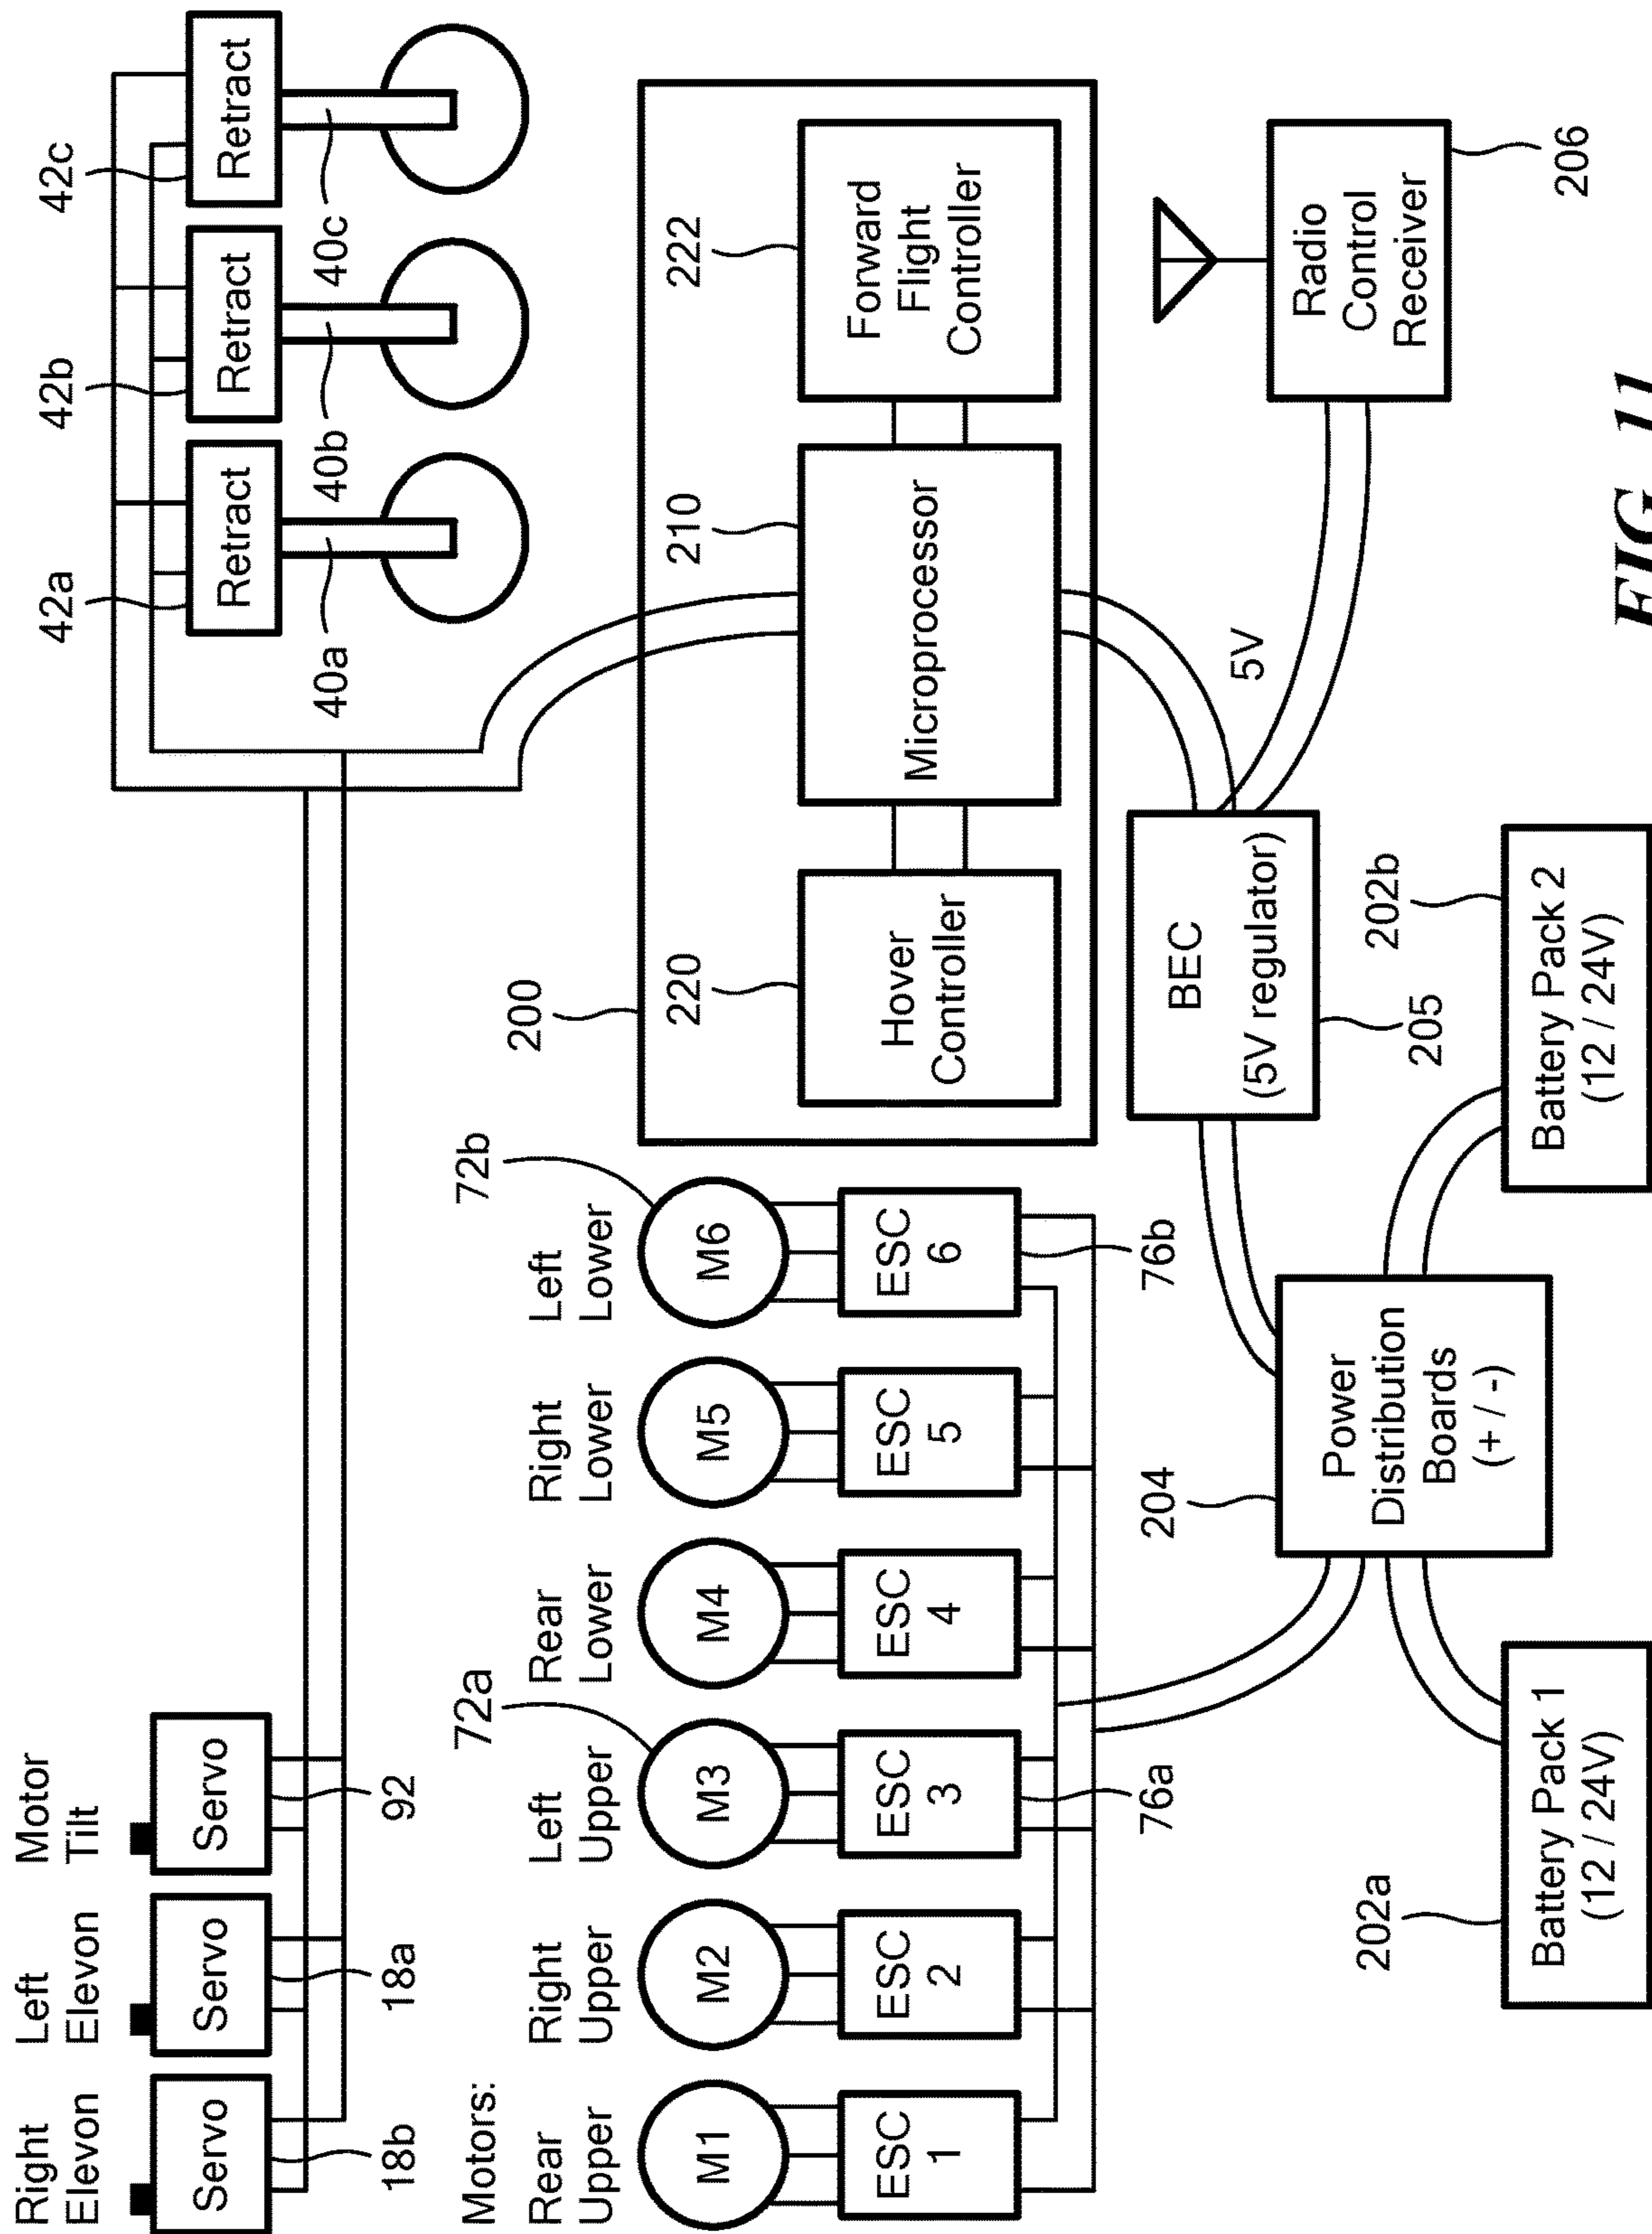 Right
Elevon
Left
Elevon
Motor
Tilt
Servo
Servo
Servo
18b
18a
92
42a
42b
42c
Retract
Retract
Retract
40a
40b
40c
Motors:
Rear
Upper
Right
Upper
Left
Upper
Rear
Lower
Right
Lower
Left
Lower
72a
72b
M1
M2
M3
M4
M5
M6
ESC
1
ESC
2
ESC
3
ESC
4
ESC
5
ESC
6
76a
76b
200
220
210
222
Hover
Controller
Microprocessor
Forward
Flight
Controller
204
Power
Distribution
Boards
(+ / -)
BEC
(5V regulator)
205
5V
Radio
Control
Receiver
206
202a
Battery Pack 1
(12 / 24V)
202b
Battery Pack 2
(12 / 24V)
FIG. 11